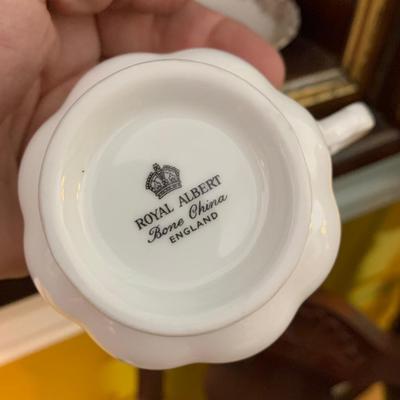 ROYAL ALBERT
Bone China
ENGLAND